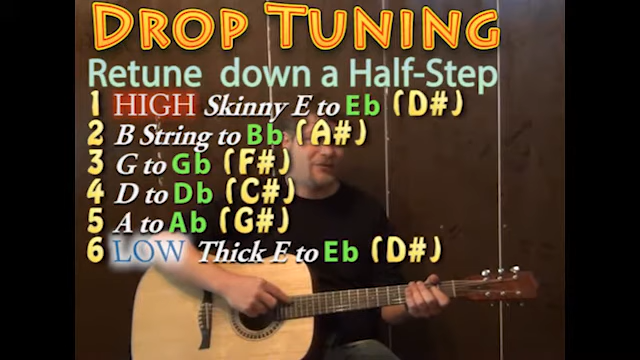 DROP TUNING
Retune down a Half-Step
1 HIGH Skinny E to Eb (D#)
2 B String to Bb (A#)
3 G to Gb (F#)
4 D to Db (C#)
5 A to Ab (G#)
6 LOW Thick E to Eb (D#)